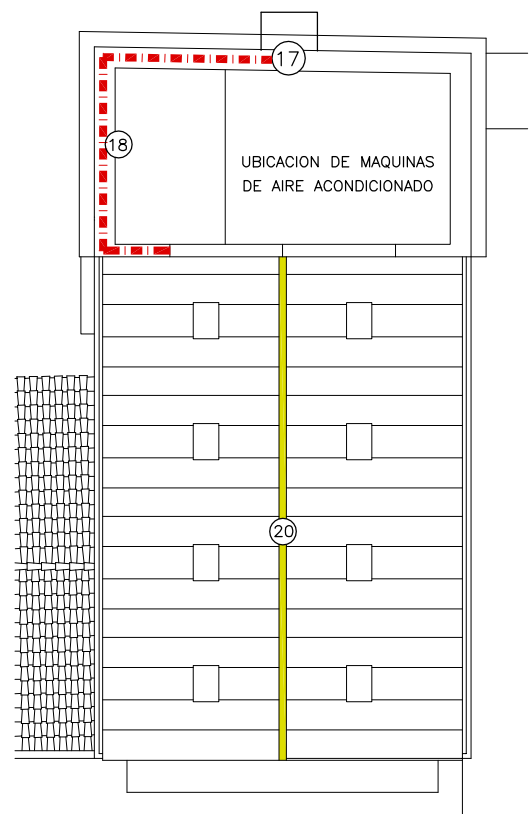 17
18
UBICACION DE MAQUINAS
DE AIRE ACONDICIONADO
20